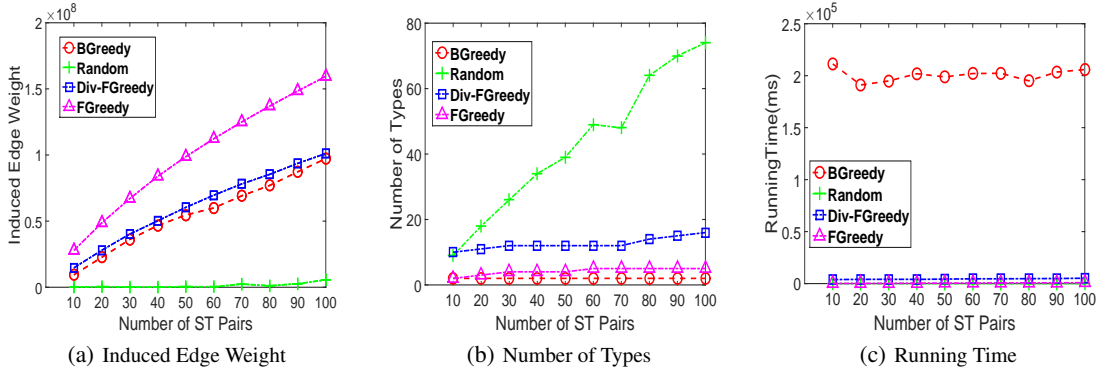 2 × 10^8
1.5
1
0.5
0
10 20 30 40 50 60 70 80 90 100
Induced Edge Weight
Number of ST Pairs
BGreedy
Random
Div-FGreedy
FGreedy
(a) Induced Edge Weight
80
60
40
20
0
10 20 30 40 50 60 70 80 90 100
Number of Types
Number of ST Pairs
BGreedy
Random
Div-FGreedy
FGreedy
(b) Number of Types
2.5 × 10^5
2
1.5
1
0.5
0
10 20 30 40 50 60 70 80 90 100
RunningTime(ms)
Number of ST Pairs
BGreedy
Random
Div-FGreedy
FGreedy
(c) Running Time